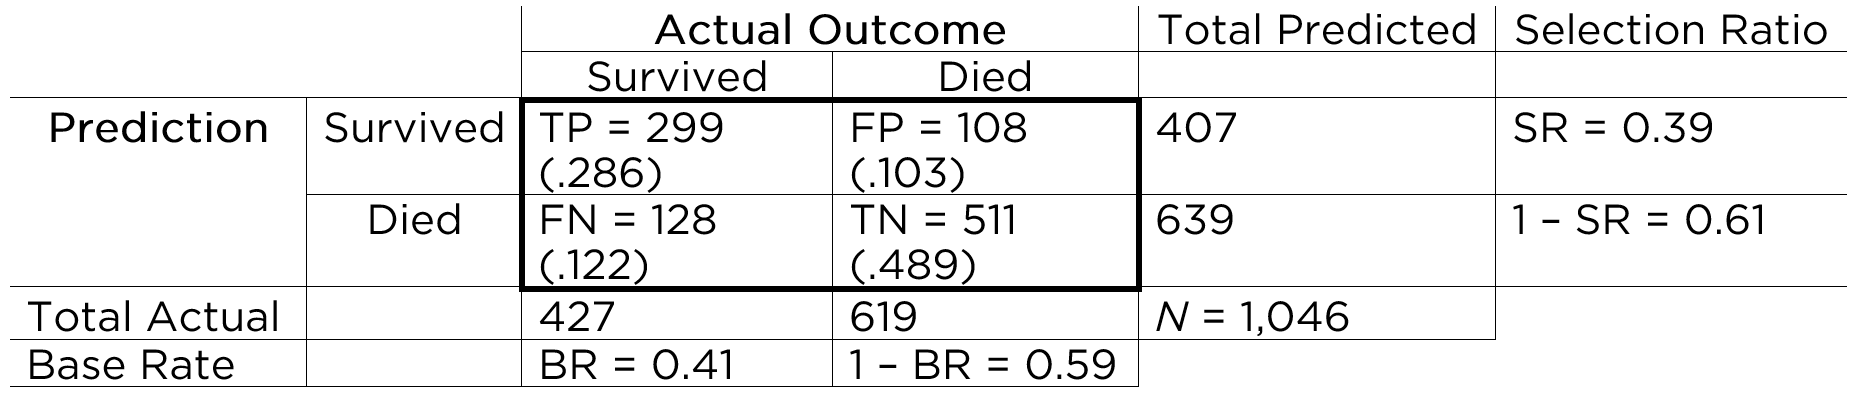 Actual Outcome Total Predicted Selection Ratio
Survived Died
Prediction Survived TP = 299 FP = 108 407 SR = 0.39
(.286) (.103)
Died FN = 128 TN = 511 639 1 – SR = 0.61
(.122) (.489)
Total Actual 427 619 N = 1,046
Base Rate BR = 0.41 1 – BR = 0.59